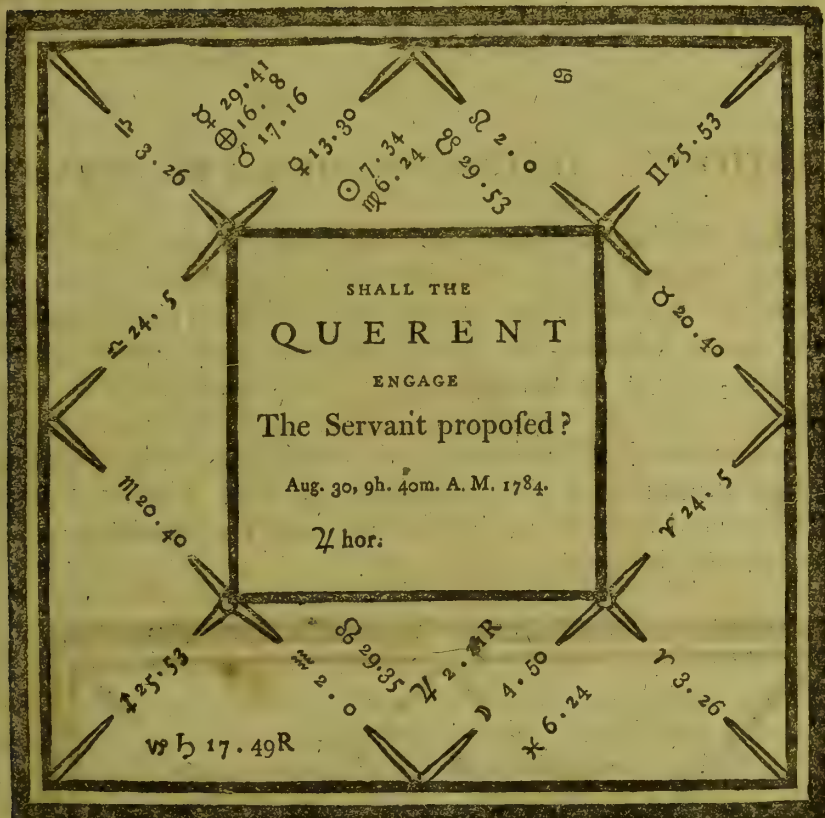 ☿ 29.41
⊕ 16. 8
♂ 17.16
♎ 3.26
♀ 13.30
☉ 7.34
♍ 6.24
☋ 29.53
♌ 2.0
♋
♊ 25.53
♎ 24.5
♉ 20.40
SHALL THE
QUERENT
ENGAGE
The Servant propoſed?
Aug. 30, 9h. 40m. A. M. 1784.
♃ hor.
♏ 20.40
♈ 24.5
♐ 25.53
♑ ♄ 17.49R
♒ 2.0
☊ 29.35
♃ 2. R
☽ 4.50
♓ 6.24
♈ 3.26